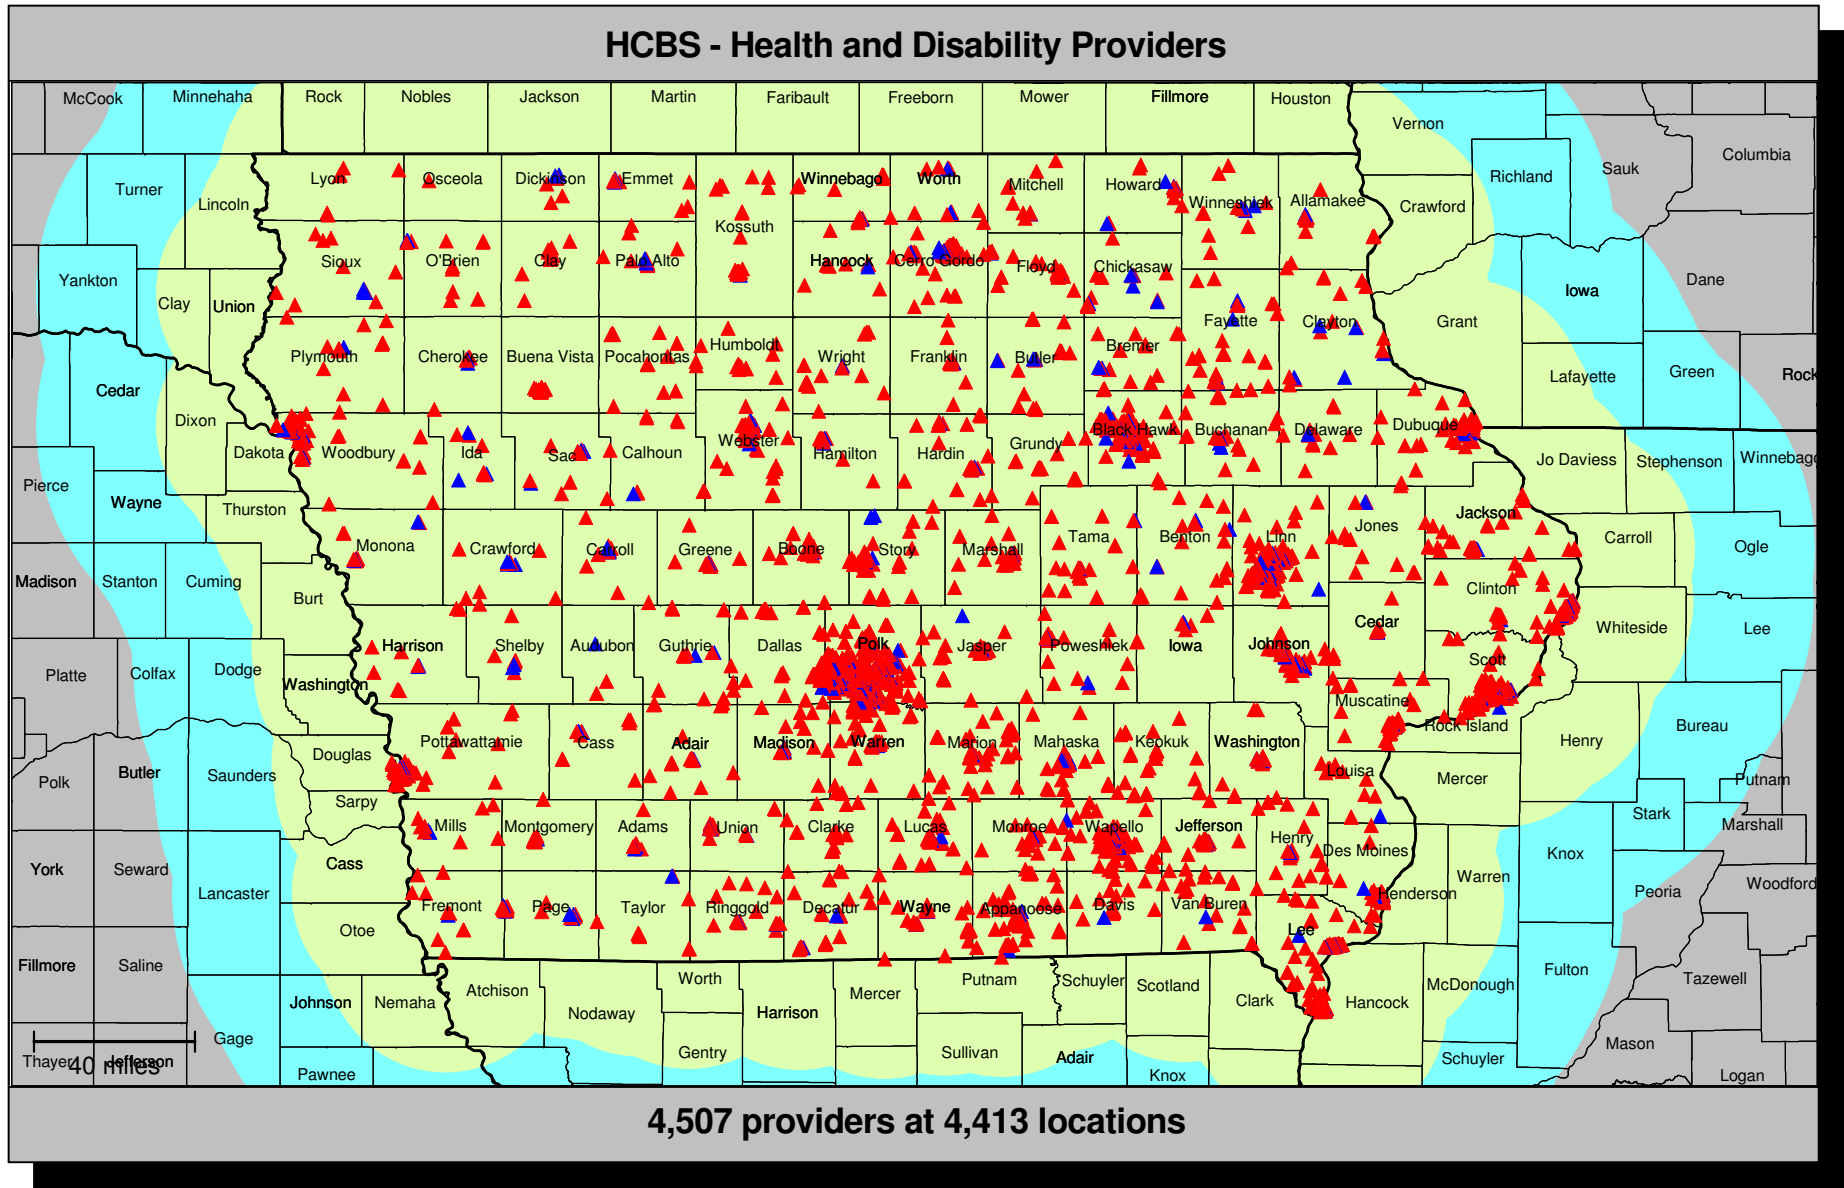 HCBS - Health and Disability Providers
McCook Minnehaha Rock Nobles Jackson Martin Faribault Freeborn Mower Fillmore Houston
Vernon
Columbia
Sauk
Richland
Turner Lincoln Lyon Osceola Dickinson Emmet Winnebago Worth Mitchell Howard Winneshiek Allamakee Crawford
Kossuth
Yankton Sioux O'Brien Clay Palo Alto Hancock Cerro Gordo Floyd Chickasaw Dane
Clay Union Iowa
Fayette Clayton Grant
Cedar Plymouth Cherokee Buena Vista Pocahontas Humboldt Wright Franklin Butler Bremer Lafayette Green Rock
Dixon
Dakota Woodbury Ida Sac Calhoun Webster Hamilton Hardin Grundy Black Hawk Buchanan Delaware Dubuque Jo Daviess Stephenson Winnebago
Pierce
Wayne Thurston Jackson
Monona Crawford Carroll Greene Boone Story Marshall Tama Benton Linn Jones Carroll Ogle
Madison Stanton Cuming Burt Clinton
Cedar Whiteside Lee
Harrison Shelby Audubon Guthrie Dallas Polk Jasper Poweshiek Iowa Johnson Scott
Platte Colfax Dodge Washington
Muscatine Rock Island Bureau
Douglas Pottawattamie Cass Adair Madison Warren Marion Mahaska Keokuk Washington Henry
Polk Butler Saunders Louisa Mercer Putnam
Sarpy Stark Marshall
Mills Montgomery Adams Union Clarke Lucas Monroe Wapello Jefferson Henry Des Moines Knox
York Seward Cass Warren Woodford
Lancaster Henderson Peoria
Fremont Page Taylor Ringgold Decatur Wayne Appanoose Davis Van Buren Lee
Otoe
Fillmore Saline Fulton
Worth Putnam Schuyler Scotland McDonough Tazewell
Johnson Nemaha Atchison Nodaway Harrison Mercer Clark Hancock
Gage Gentry Sullivan Adair Schuyler Mason
Thayer Jefferson
40 miles
Pawnee Knox Logan
4,507 providers at 4,413 locations